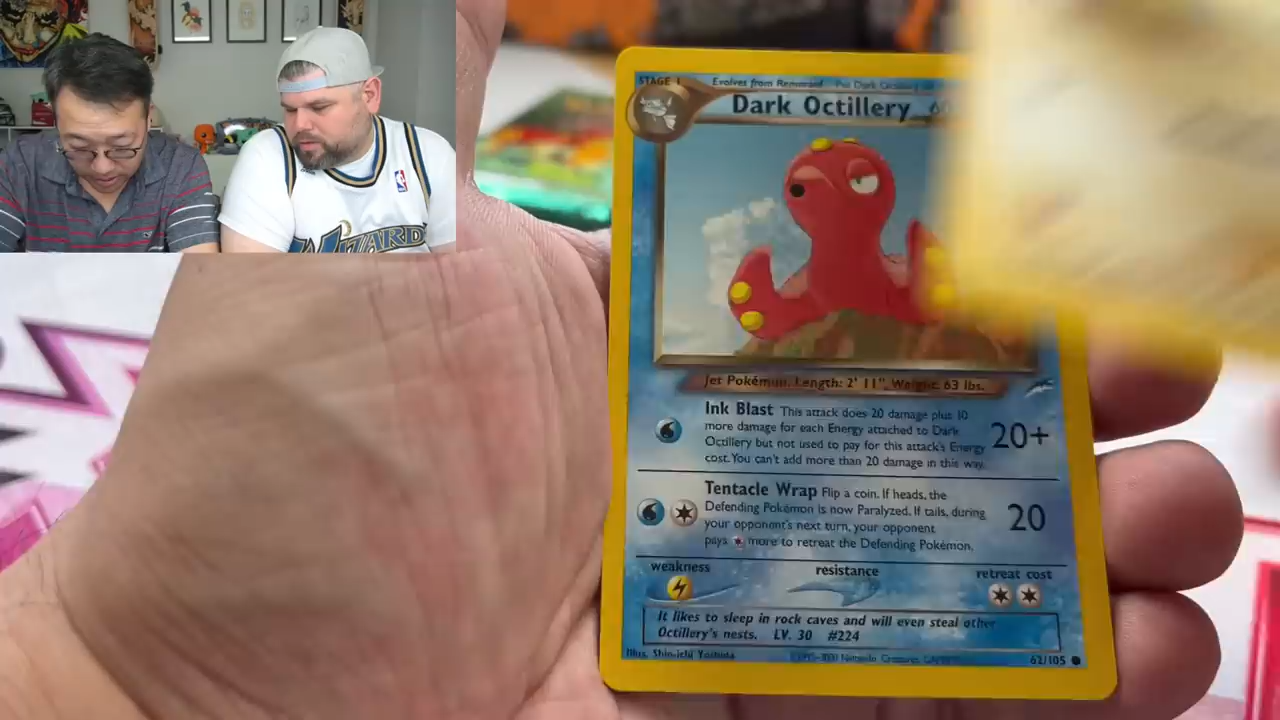 WIZARD
STAGE 1
Evolves from Remoraid
Put Dark Octillery
Dark Octillery 60
Jet Pokémon. Length: 2' 11", Weight: 63 lbs.
Ink Blast This attack does 20 damage plus 10
more damage for each Energy attached to Dark
Octillery but not used to pay for this attack's Energy
cost. You can't add more than 20 damage in this way.
20+
Tentacle Wrap Flip a coin. If heads, the
Defending Pokémon is now Paralyzed. If tails, during
your opponent's next turn, your opponent
pays more to retreat the Defending Pokémon.
20
weakness
resistance
retreat cost
It likes to sleep in rock caves and will even steal other
Octillery's nests. LV. 30 #224
Illus. Shin-ichi Yoshida
62/105